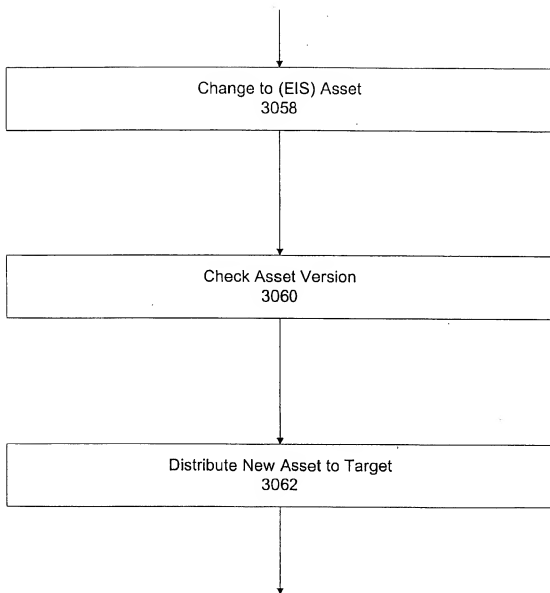 Change to (EIS) Asset
3058
Check Asset Version
3060
Distribute New Asset to Target
3062